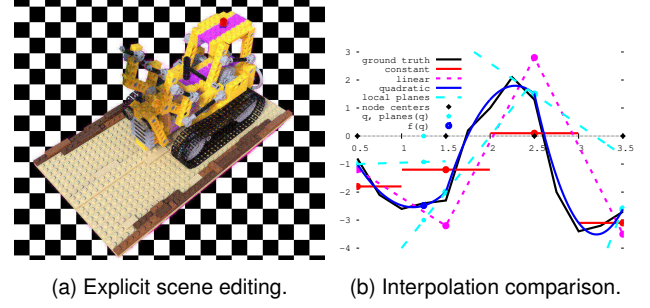 3
2
1
0
−1
−2
−3
−4
0.5 1 1.5 2 2.5 3 3.5
ground truth
constant
linear
quadratic
local planes
node centers
q, planes(q)
f(q)
(a) Explicit scene editing.
(b) Interpolation comparison.